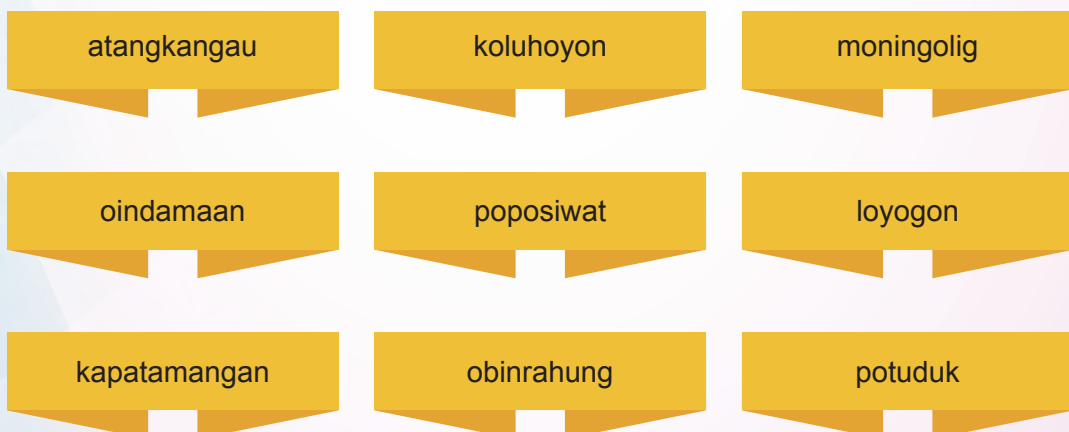 atangkangau
koluhoyon
moningolig
oindamaan
poposiwat
loyogon
kapatamangan
obinrahung
potuduk